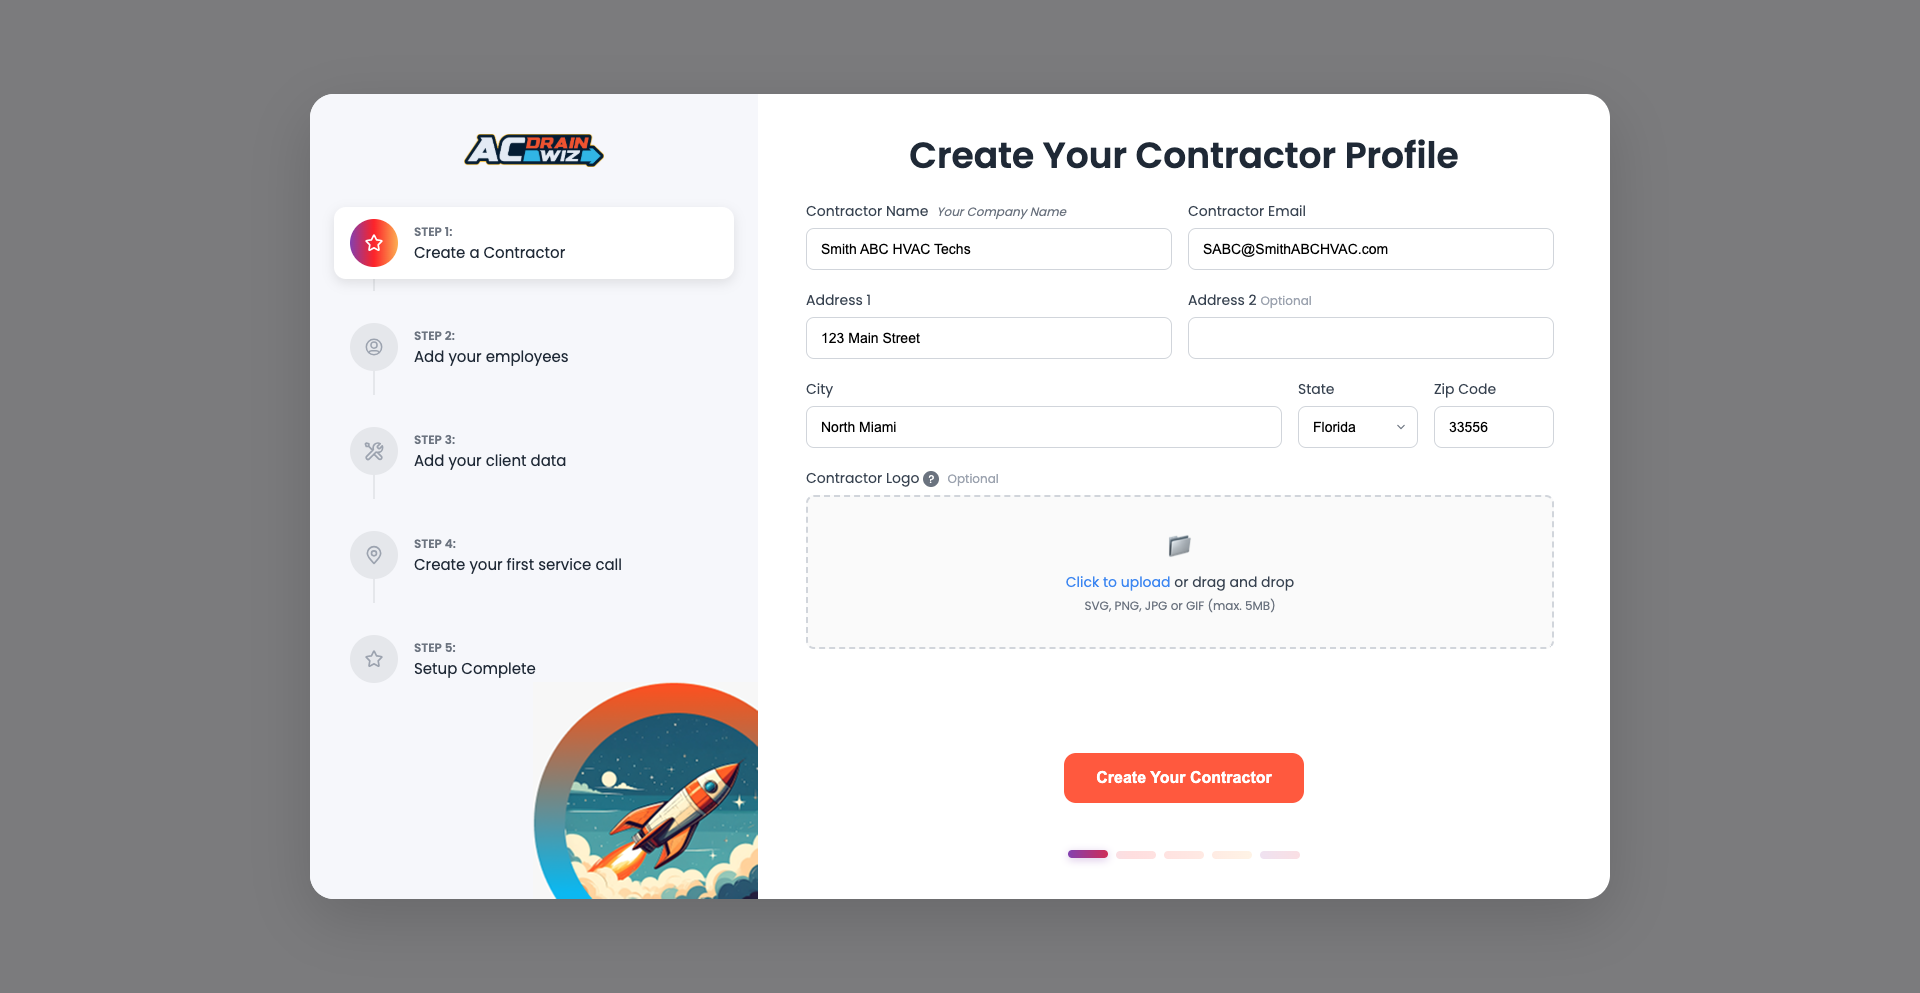 AC DRAIN WIZ
STEP 1:
Create a Contractor
STEP 2:
Add your employees
STEP 3:
Add your client data
STEP 4:
Create your first service call
STEP 5:
Setup Complete
Create Your Contractor Profile
Contractor Name Your Company Name
Smith ABC HVAC Techs
Contractor Email
SABC@SmithABCHVAC.com
Address 1
123 Main Street
Address 2 Optional
City
North Miami
State
Florida
Zip Code
33556
Contractor Logo ? Optional
Click to upload or drag and drop
SVG, PNG, JPG or GIF (max. 5MB)
Create Your Contractor